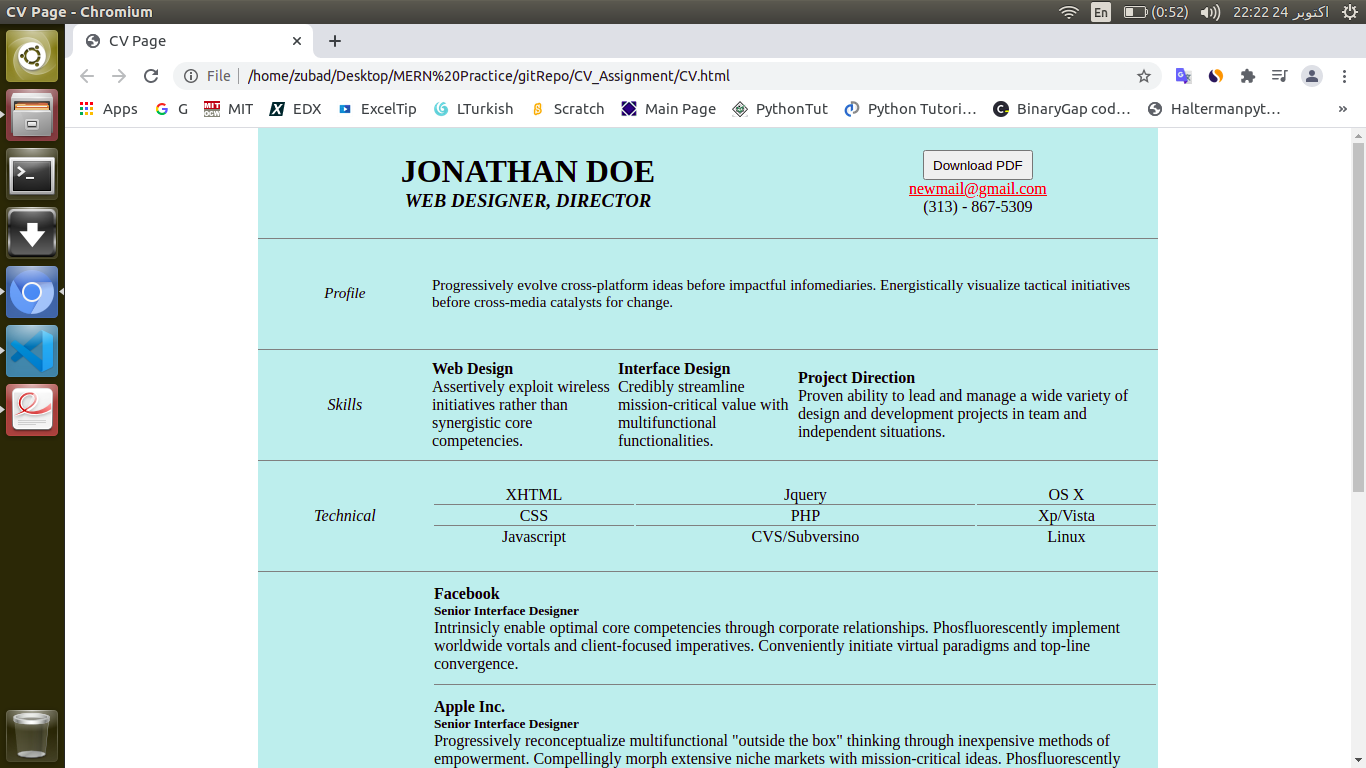 CV Page - Chromium
En
(0:52)
22:22 24 اکتوبر
CV Page
File
/home/zubad/Desktop/MERN%20Practice/gitRepo/CV_Assignment/CV.html
Apps
G
MIT
EDX
ExcelTip
LTurkish
Scratch
Main Page
PythonTut
Python Tutori…
BinaryGap cod…
Haltermanpyt…
»
JONATHAN DOE
WEB DESIGNER, DIRECTOR
Download PDF
newmail@gmail.com
(313) - 867-5309
Profile
Progressively evolve cross-platform ideas before impactful infomediaries. Energistically visualize tactical initiatives
before cross-media catalysts for change.
Skills
Web Design
Assertively exploit wireless
initiatives rather than
synergistic core
competencies.
Interface Design
Credibly streamline
mission-critical value with
multifunctional
functionalities.
Project Direction
Proven ability to lead and manage a wide variety of
design and development projects in team and
independent situations.
Technical
XHTML Jquery OS X
CSS PHP Xp/Vista
Javascript CVS/Subversino Linux
Facebook
Senior Interface Designer
Intrinsicly enable optimal core competencies through corporate relationships. Phosfluorescently implement
worldwide vortals and client-focused imperatives. Conveniently initiate virtual paradigms and top-line
convergence.
Apple Inc.
Senior Interface Designer
Progressively reconceptualize multifunctional "outside the box" thinking through inexpensive methods of
empowerment. Compellingly morph extensive niche markets with mission-critical ideas. Phosfluorescently